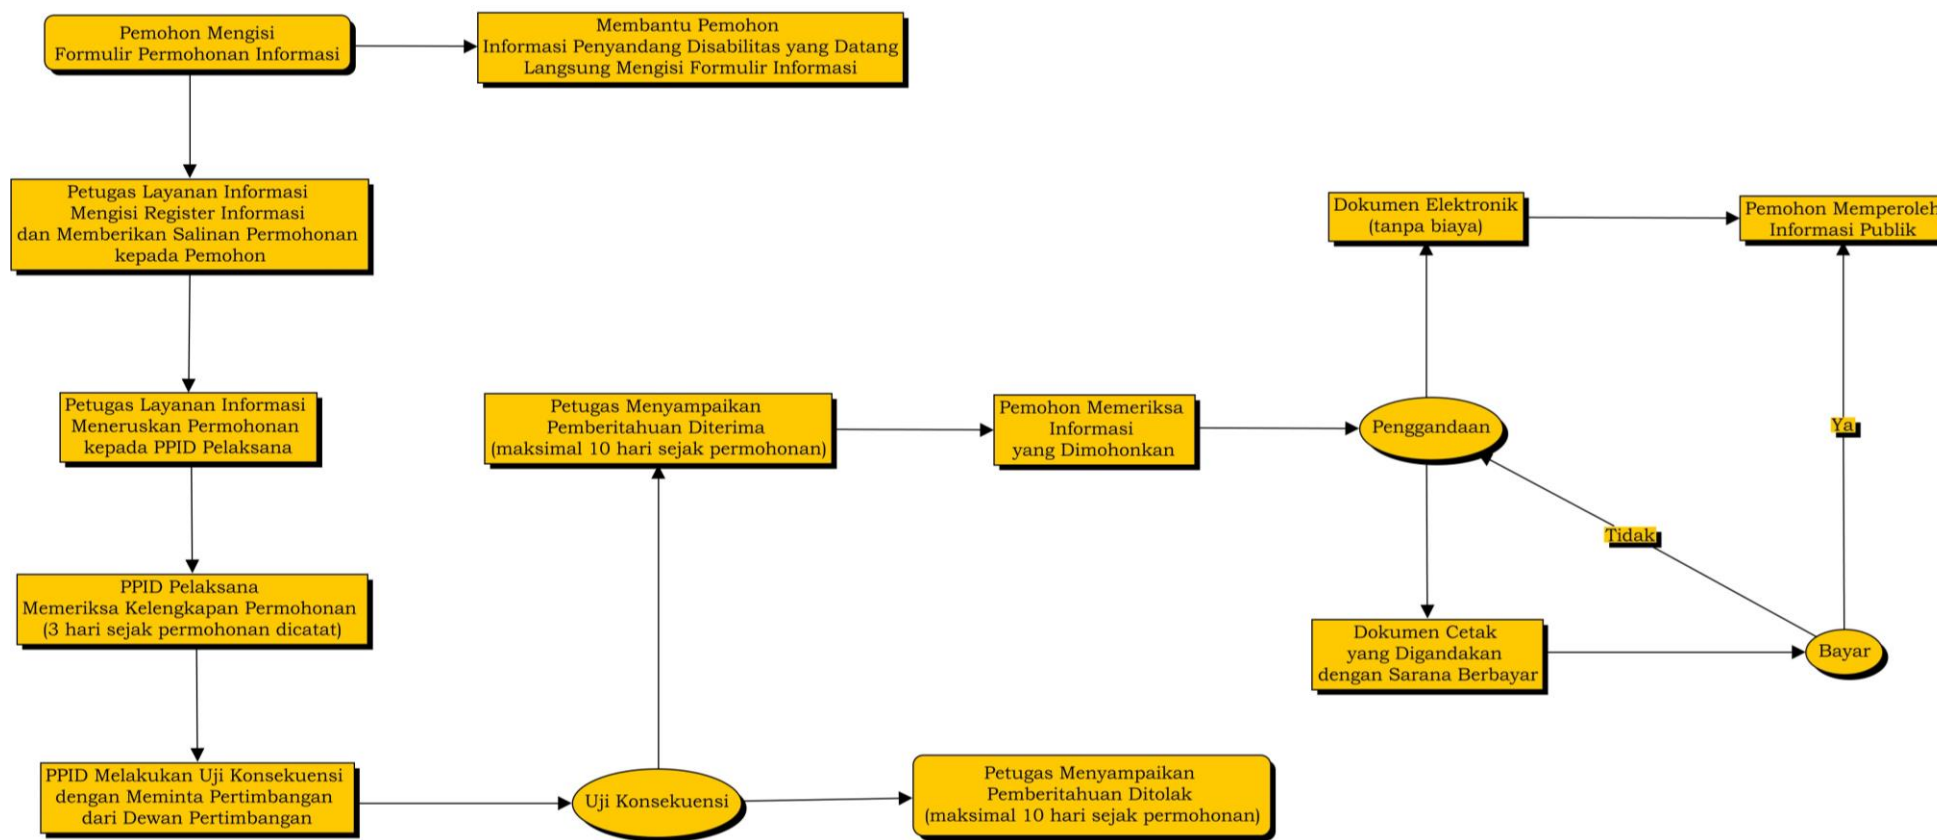 Pemohon Mengisi
Formulir Permohonan Informasi
Membantu Pemohon
Informasi Penyandang Disabilitas yang Datang
Langsung Mengisi Formulir Informasi
Petugas Layanan Informasi
Mengisi Register Informasi
dan Memberikan Salinan Permohonan
kepada Pemohon
Petugas Layanan Informasi
Meneruskan Permohonan
kepada PPID Pelaksana
PPID Pelaksana
Memeriksa Kelengkapan Permohonan
(3 hari sejak permohonan dicatat)
PPID Melakukan Uji Konsekuensi
dengan Meminta Pertimbangan
dari Dewan Pertimbangan
Uji Konsekuensi
Petugas Menyampaikan
Pemberitahuan Diterima
(maksimal 10 hari sejak permohonan)
Petugas Menyampaikan
Pemberitahuan Ditolak
(maksimal 10 hari sejak permohonan)
Pemohon Memeriksa
Informasi
yang Dimohonkan
Penggandaan
Dokumen Elektronik
(tanpa biaya)
Dokumen Cetak
yang Digandakan
dengan Sarana Berbayar
Bayar
Tidak
Ya
Pemohon Memperoleh
Informasi Publik